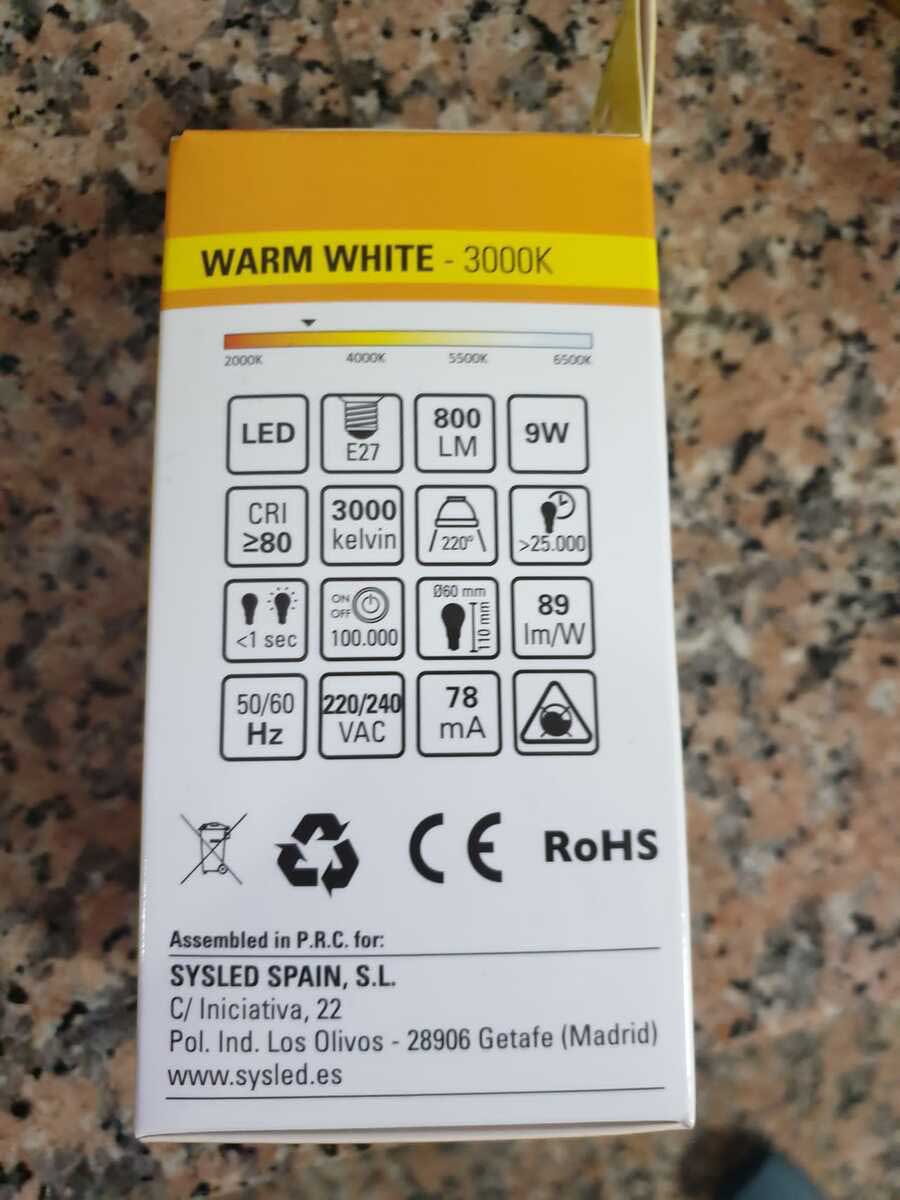 WARM WHITE - 3000K
2000K 4000K 5500K 6500K
LED
E27
800
LM
9W
CRI
≥80
3000
kelvin
220º
>25.000
<1 sec
ON
OFF
100.000
Ø60 mm
110 mm
89
lm/W
50/60
Hz
220/240
VAC
78
mA
CE
RoHS
Assembled in P.R.C. for:
SYSLED SPAIN, S.L.
C/ Iniciativa, 22
Pol. Ind. Los Olivos - 28906 Getafe (Madrid)
www.sysled.es